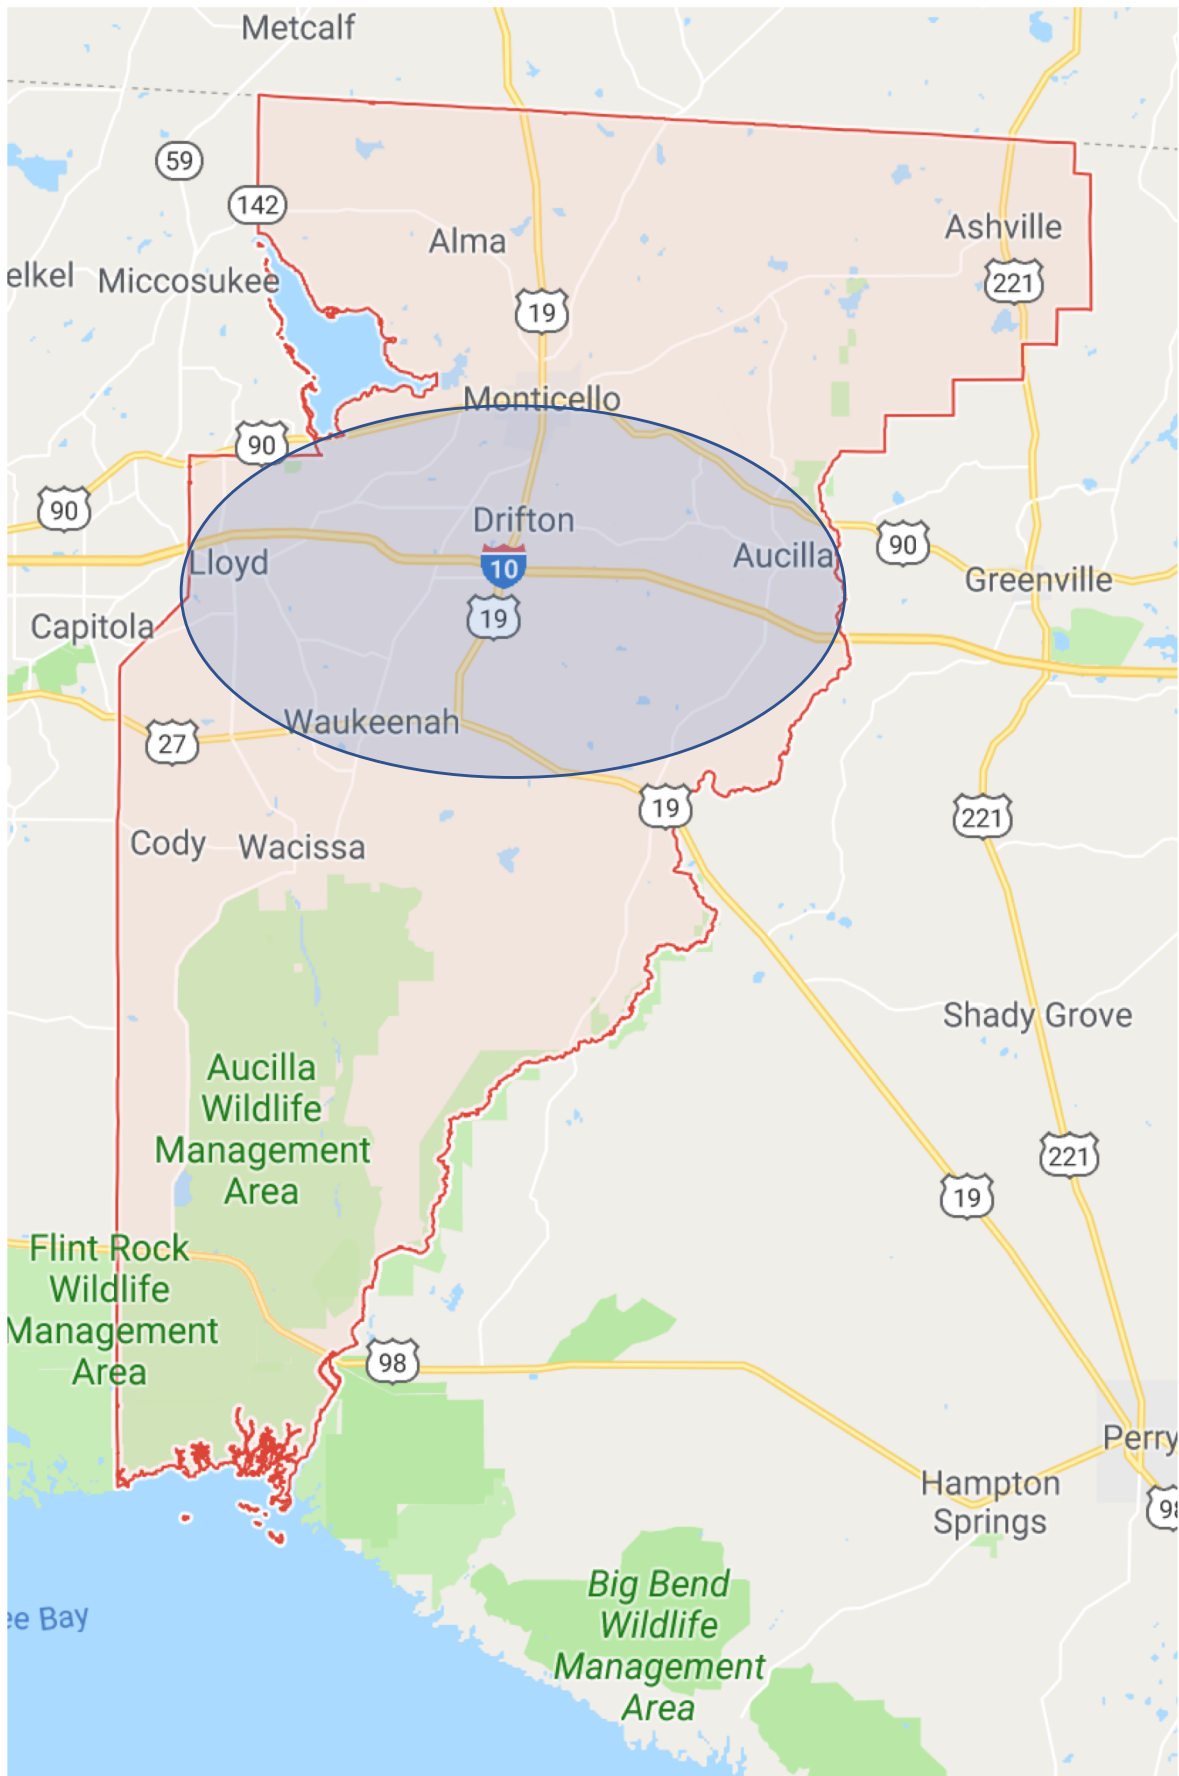 Metcalf
59
142
Alma
Ashville
elkel
Miccosukee
221
19
Monticello
90
90
Drifton
90
Lloyd
10
Aucilla
Greenville
19
Capitola
Waukeenah
27
19
221
Cody
Wacissa
Shady Grove
Aucilla
Wildlife
Management
Area
221
19
Flint Rock
Wildlife
Management
Area
98
Perry
Hampton
Springs
98
ee Bay
Big Bend
Wildlife
Management
Area